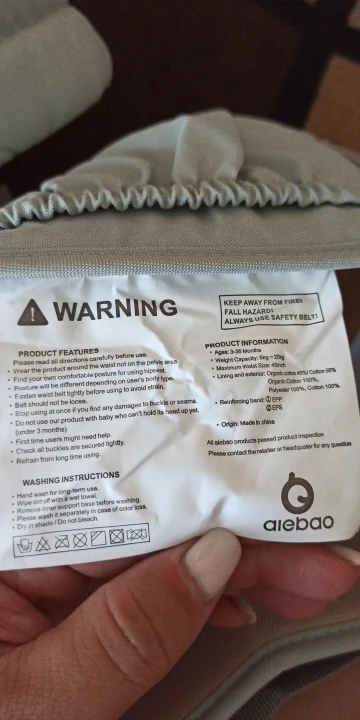 WARNING
KEEP AWAY FROM FIRE!
FALL HAZARD!
ALWAYS USE SAFETY BELT!
PRODUCT FEATURES
Please read all directions carefully before use.
• Wear the product around the waist not on the pelvis area.
• Find your own comfortable posture for using hipseat.
Posture will be different depending on user's body type.
• Fasten waist belt tightly before using to avoid strain.
• Belt should not be loose.
• Stop using at once if you find any damages to buckle or seams.
• Do not use our product with baby who can't hold its head up yet.
(under 3 months)
• First time users might need help.
• Check all buckles are secured tightly.
• Refrain from long time using.
WASHING INSTRUCTIONS
• Hand wash for long-term use.
• Wipe dirt off with a wet towel.
• Remove inner support base before washing.
• Please wash it separately in case of color loss.
• Dry in shade / Do not bleach.
PRODUCT INFORMATION
• Ages: 3-36 Months
• Weight Capacity: 6kg ~ 20kg
• Maximum Waist Size: 45inch
• Lining and exterior: Organic cotton 45% Cotton 55%
Organic Cotton 100%,
Polyester 100%, Cotton 100%
• Reinforcing band: ① EPP
② EPS
• Origin: Made in china
All aiebao products passed product inspection
Please contact the retailer or headquater for any question
aiebao